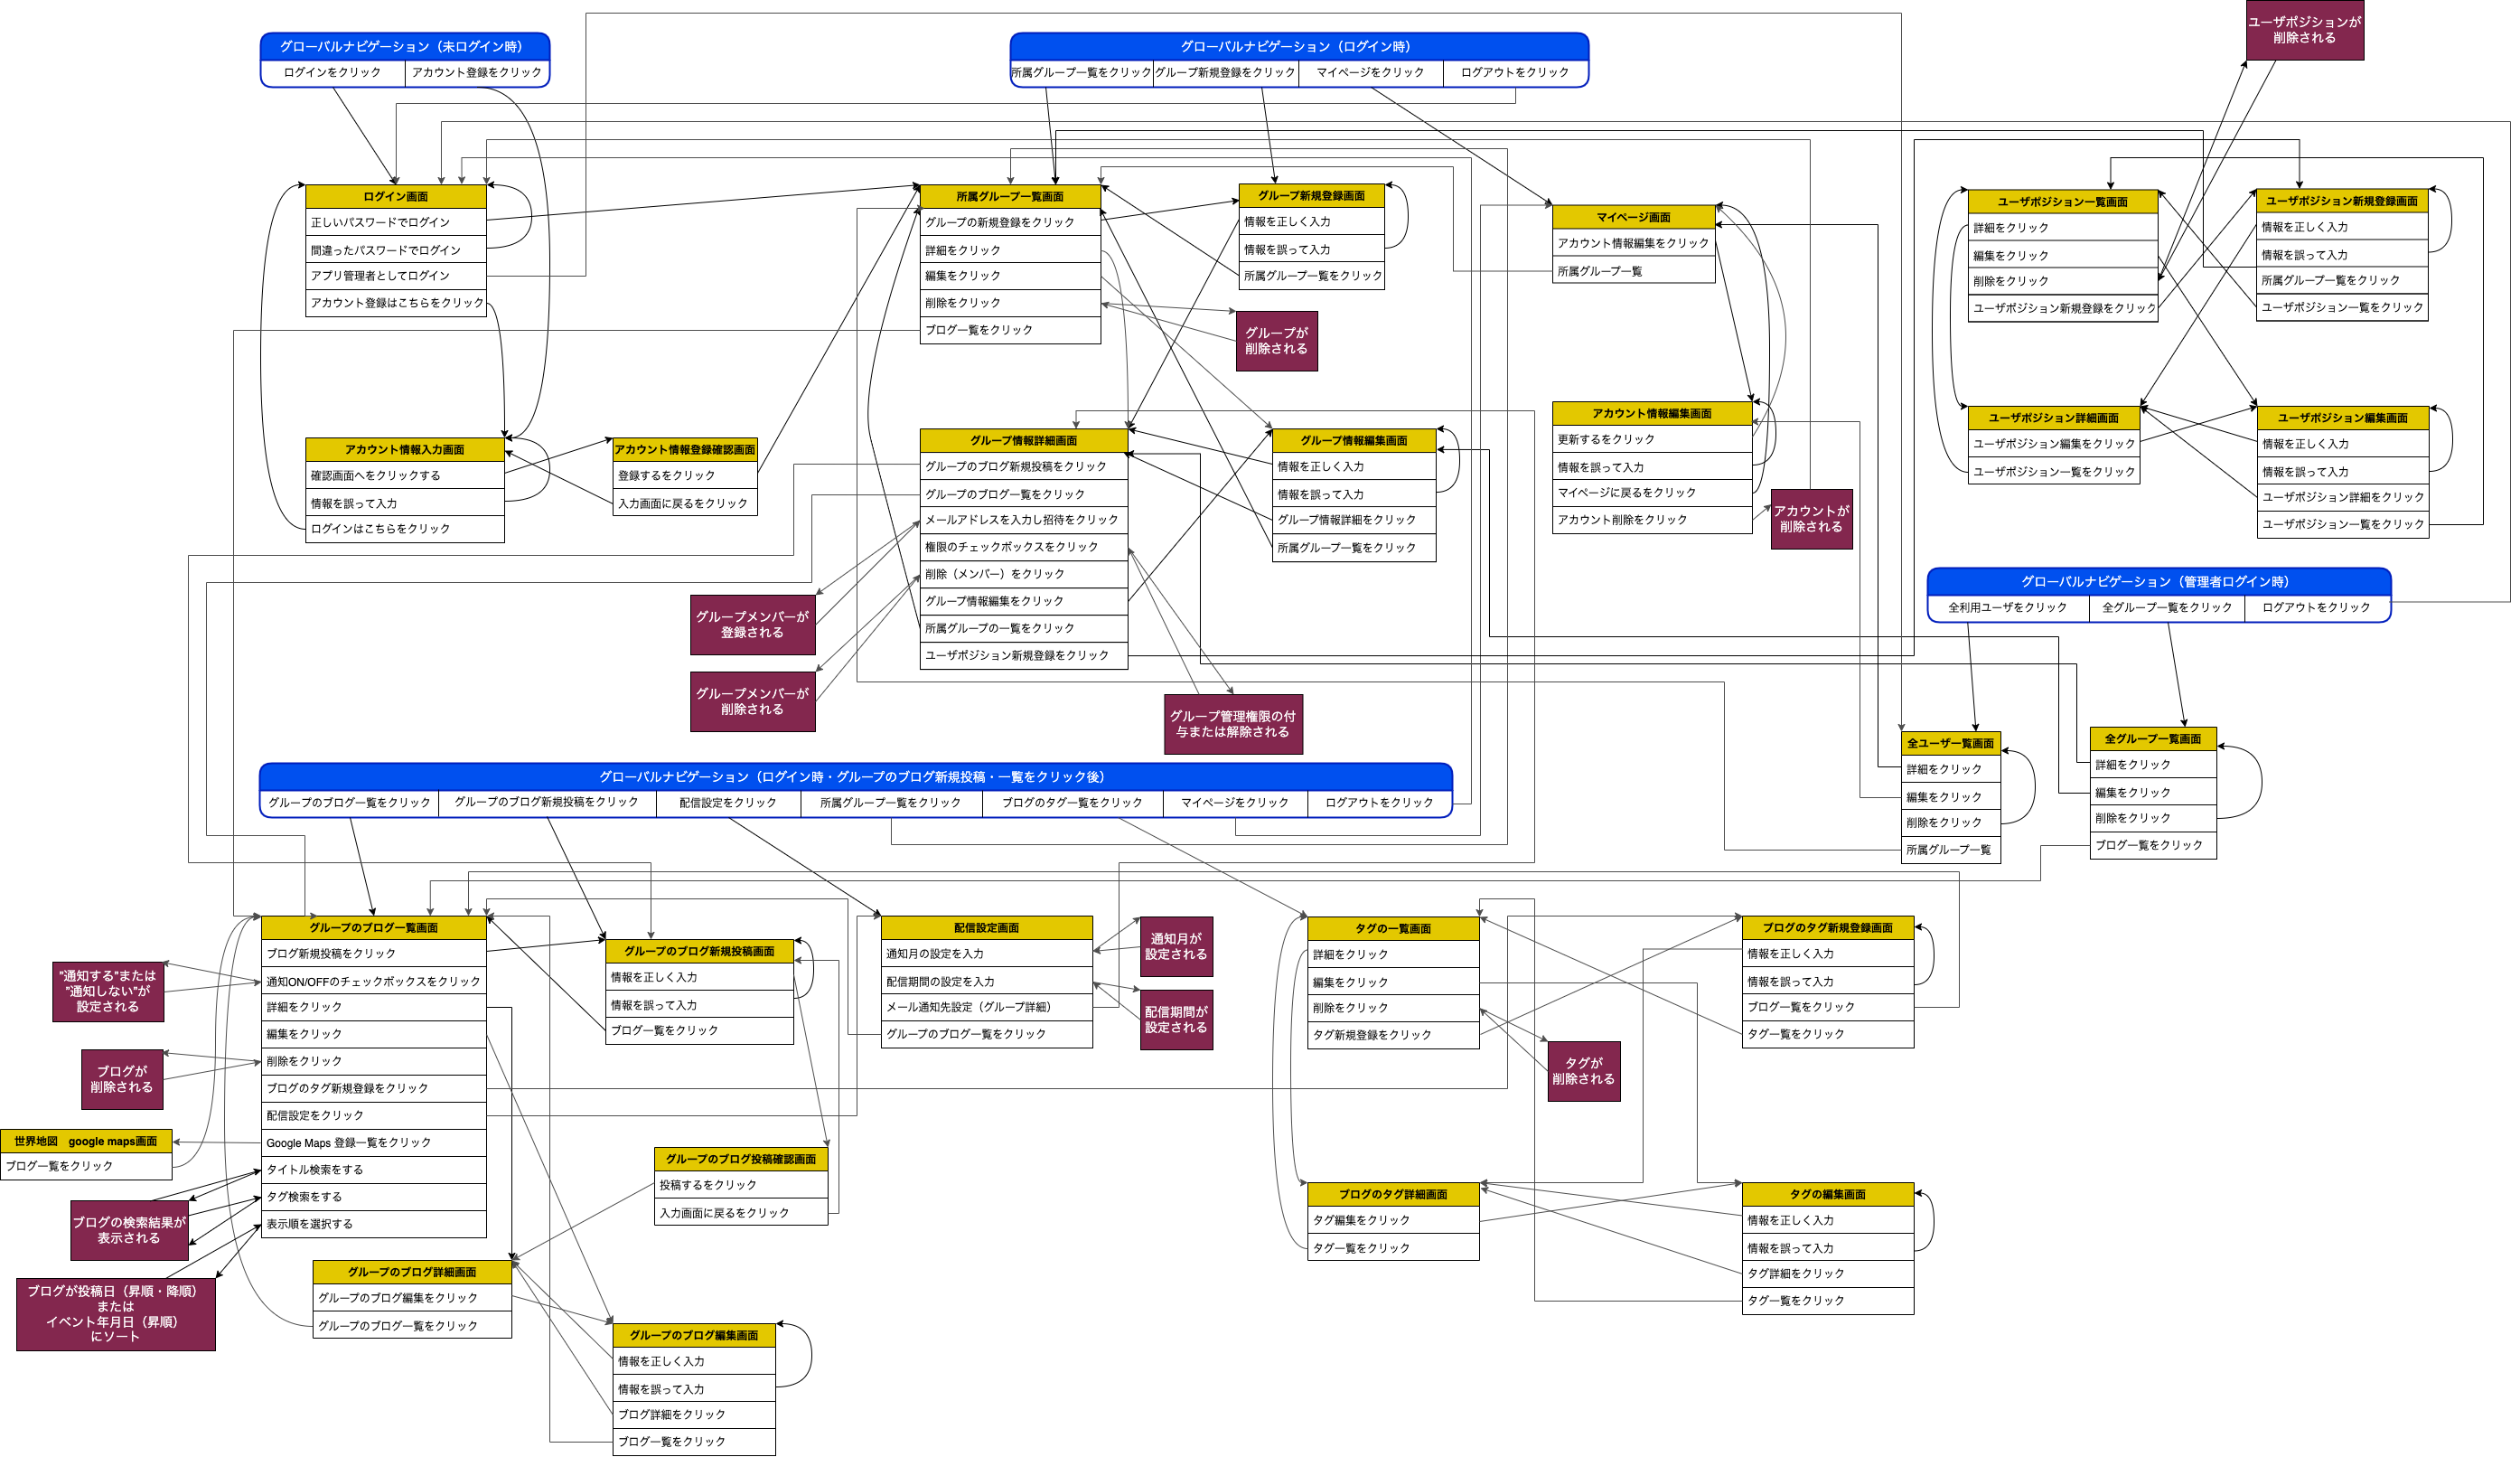 ユーザポジションが
削除される
グローバルナビゲーション（未ログイン時）
ログインをクリック
アカウント登録をクリック
グローバルナビゲーション（ログイン時）
所属グループ一覧をクリック
グループ新規登録をクリック
マイページをクリック
ログアウトをクリック
ログイン画面
正しいパスワードでログイン
間違ったパスワードでログイン
アプリ管理者としてログイン
アカウント登録はこちらをクリック
所属グループ一覧画面
グループの新規登録をクリック
詳細をクリック
編集をクリック
削除をクリック
ブログ一覧をクリック
グループ新規登録画面
情報を正しく入力
情報を誤って入力
所属グループ一覧をクリック
グループが
削除される
マイページ画面
アカウント情報編集をクリック
所属グループ一覧
ユーザポジション一覧画面
詳細をクリック
編集をクリック
削除をクリック
ユーザポジション新規登録をクリック
ユーザポジション新規登録画面
情報を正しく入力
情報を誤って入力
所属グループ一覧をクリック
ユーザポジション一覧をクリック
アカウント情報入力画面
確認画面へをクリックする
情報を誤って入力
ログインはこちらをクリック
アカウント情報登録確認画面
登録するをクリック
入力画面に戻るをクリック
グループ情報詳細画面
グループのブログ新規投稿をクリック
グループのブログ一覧をクリック
メールアドレスを入力し招待をクリック
権限のチェックボックスをクリック
削除（メンバー）をクリック
グループ情報編集をクリック
所属グループの一覧をクリック
ユーザポジション新規登録をクリック
グループ情報編集画面
情報を正しく入力
情報を誤って入力
グループ情報詳細をクリック
所属グループ一覧をクリック
アカウント情報編集画面
更新するをクリック
情報を誤って入力
マイページに戻るをクリック
アカウント削除をクリック
アカウントが
削除される
ユーザポジション詳細画面
ユーザポジション編集をクリック
ユーザポジション一覧をクリック
ユーザポジション編集画面
情報を正しく入力
情報を誤って入力
ユーザポジション詳細をクリック
ユーザポジション一覧をクリック
グループメンバーが
登録される
グループメンバーが
削除される
グループ管理権限の付
与または解除される
グローバルナビゲーション（管理者ログイン時）
全利用ユーザをクリック
全グループ一覧をクリック
ログアウトをクリック
全ユーザ一覧画面
詳細をクリック
編集をクリック
削除をクリック
所属グループ一覧
全グループ一覧画面
詳細をクリック
編集をクリック
削除をクリック
ブログ一覧をクリック
グローバルナビゲーション（ログイン時・グループのブログ新規投稿・一覧をクリック後）
グループのブログ一覧をクリック
グループのブログ新規投稿をクリック
配信設定をクリック
所属グループ一覧をクリック
ブログのタグ一覧をクリック
マイページをクリック
ログアウトをクリック
グループのブログ一覧画面
ブログ新規投稿をクリック
通知ON/OFFのチェックボックスをクリック
詳細をクリック
編集をクリック
削除をクリック
ブログのタグ新規登録をクリック
配信設定をクリック
Google Maps 登録一覧をクリック
タイトル検索をする
タグ検索をする
表示順を選択する
"通知する"または
"通知しない"が
設定される
ブログが
削除される
世界地図　google maps画面
ブログ一覧をクリック
ブログの検索結果が
表示される
ブログが投稿日（昇順・降順）
または
イベント年月日（昇順）
にソート
グループのブログ新規投稿画面
情報を正しく入力
情報を誤って入力
ブログ一覧をクリック
グループのブログ投稿確認画面
投稿するをクリック
入力画面に戻るをクリック
グループのブログ詳細画面
グループのブログ編集をクリック
グループのブログ一覧をクリック
グループのブログ編集画面
情報を正しく入力
情報を誤って入力
ブログ詳細をクリック
ブログ一覧をクリック
配信設定画面
通知月の設定を入力
配信期間の設定を入力
メール通知先設定（グループ詳細）
グループのブログ一覧をクリック
通知月が
設定される
配信期間が
設定される
タグの一覧画面
詳細をクリック
編集をクリック
削除をクリック
タグ新規登録をクリック
タグが
削除される
ブログのタグ新規登録画面
情報を正しく入力
情報を誤って入力
ブログ一覧をクリック
タグ一覧をクリック
ブログのタグ詳細画面
タグ編集をクリック
タグ一覧をクリック
タグの編集画面
情報を正しく入力
情報を誤って入力
タグ詳細をクリック
タグ一覧をクリック